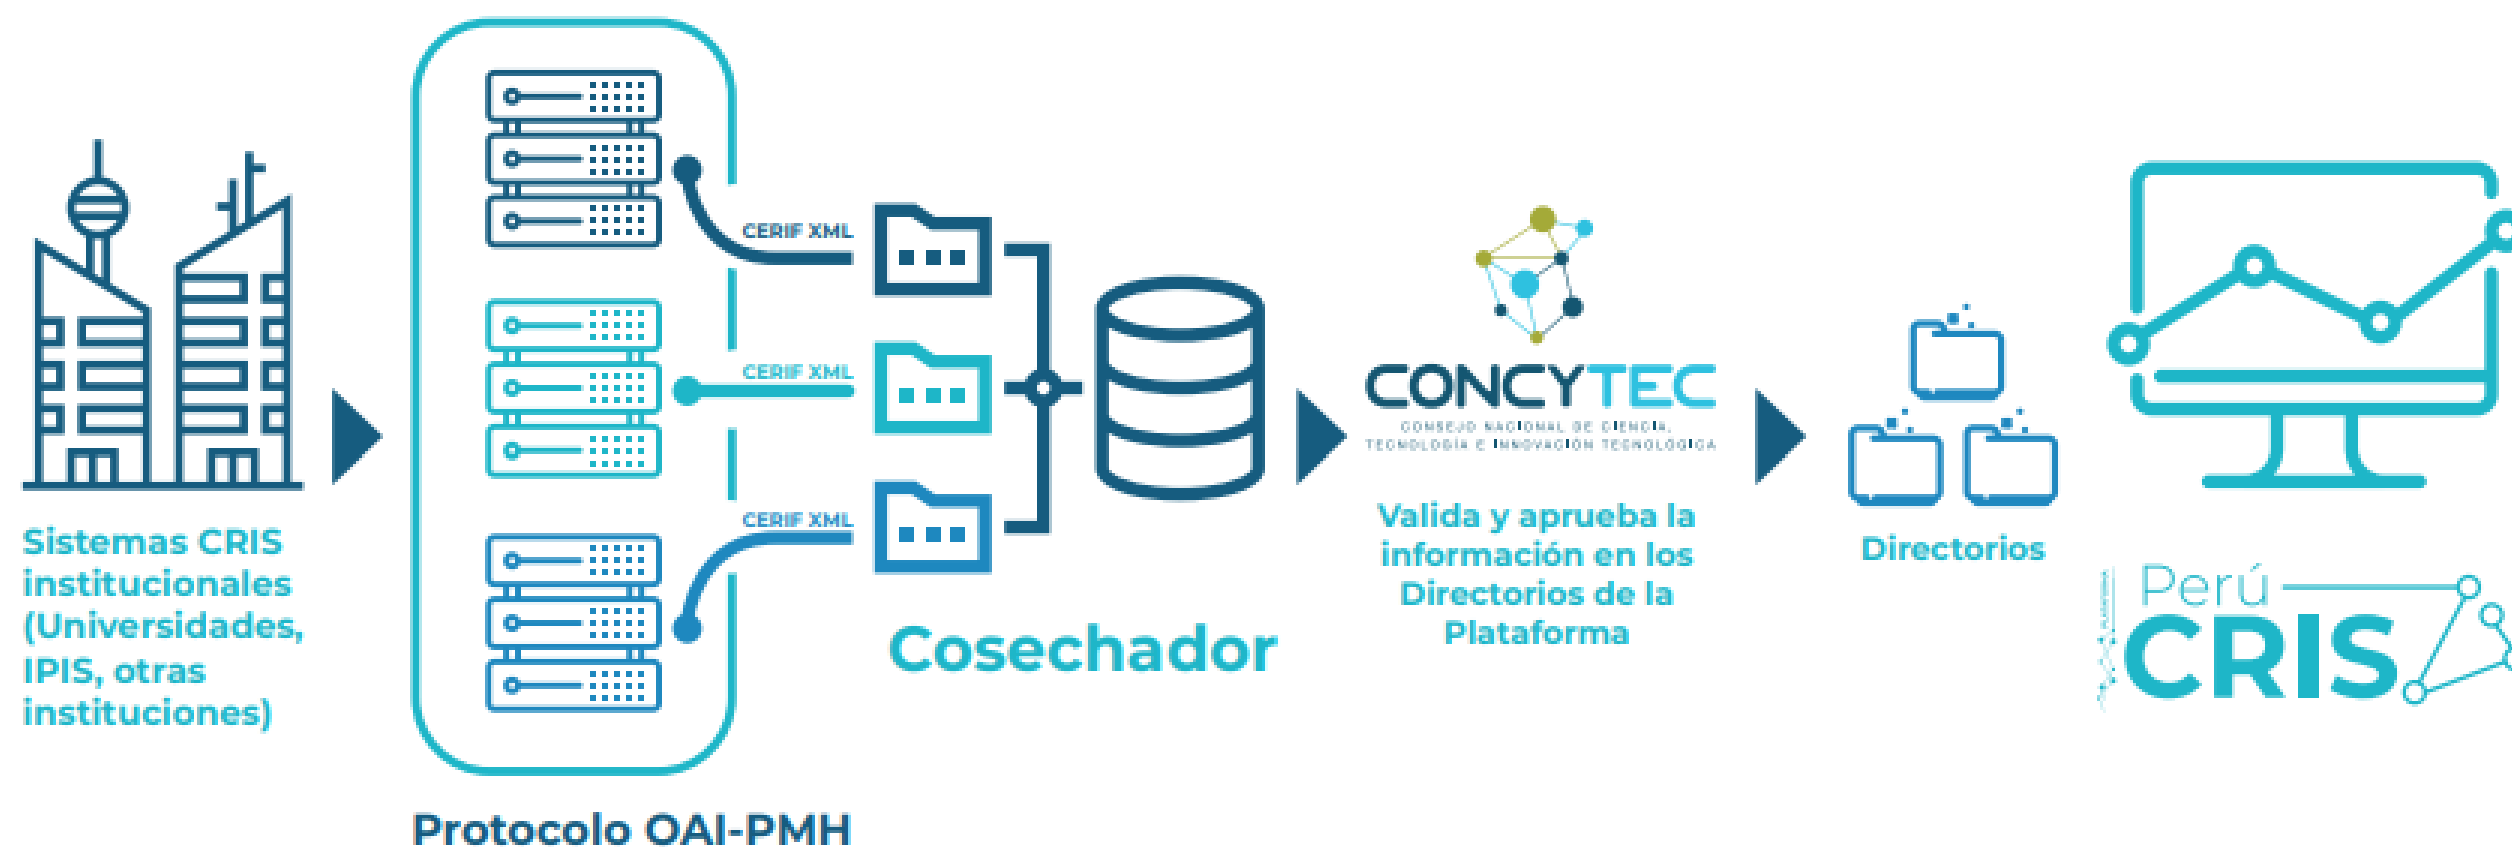 Sistemas CRIS
institucionales
(Universidades,
IPIS, otras
instituciones)
Protocolo OAI-PMH
CERIF XML
CERIF XML
CERIF XML
Cosechador
CONCYTEC
CONSEJO NACIONAL DE CIENCIA,
TECNOLOGÍA E INNOVACIÓN TECNOLÓGICA
Valida y aprueba la
información en los
Directorios de la
Plataforma
Directorios
Perú
CRIS